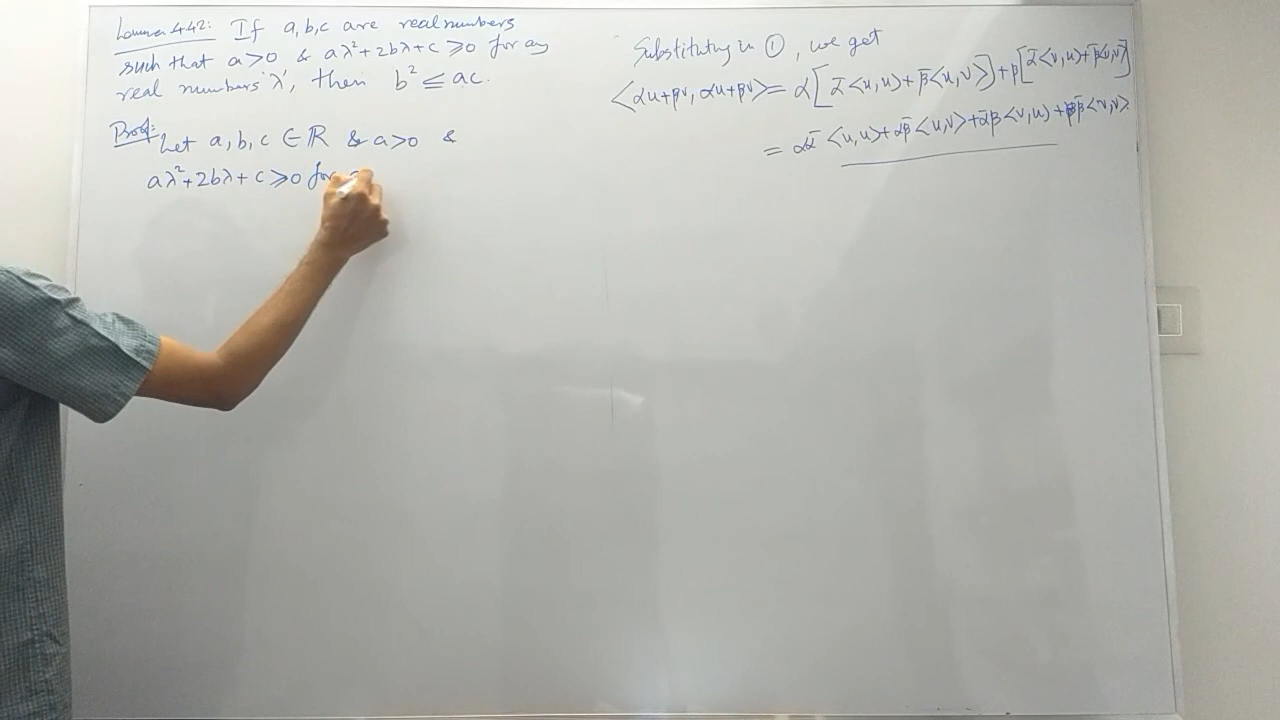 Lemma 4.4.2: If a, b, c are real numbers
such that a>0 & aλ²+2bλ+c ⩾0 for any
real numbers 'λ', then b² ≤ ac.
Proof: Let a, b, c ∈ ℝ & a>0 &
aλ²+2bλ+c ⩾0 for
Substituting in ①, we get
<αu+βv, αu+βv> = α[ᾱ<u,u>+β̄<u,v>]+β[ᾱ<v,u>+β̄<v,v>]
= αᾱ<u,u>+αβ̄<u,v>+ᾱβ<v,u>+ββ̄<v,v>